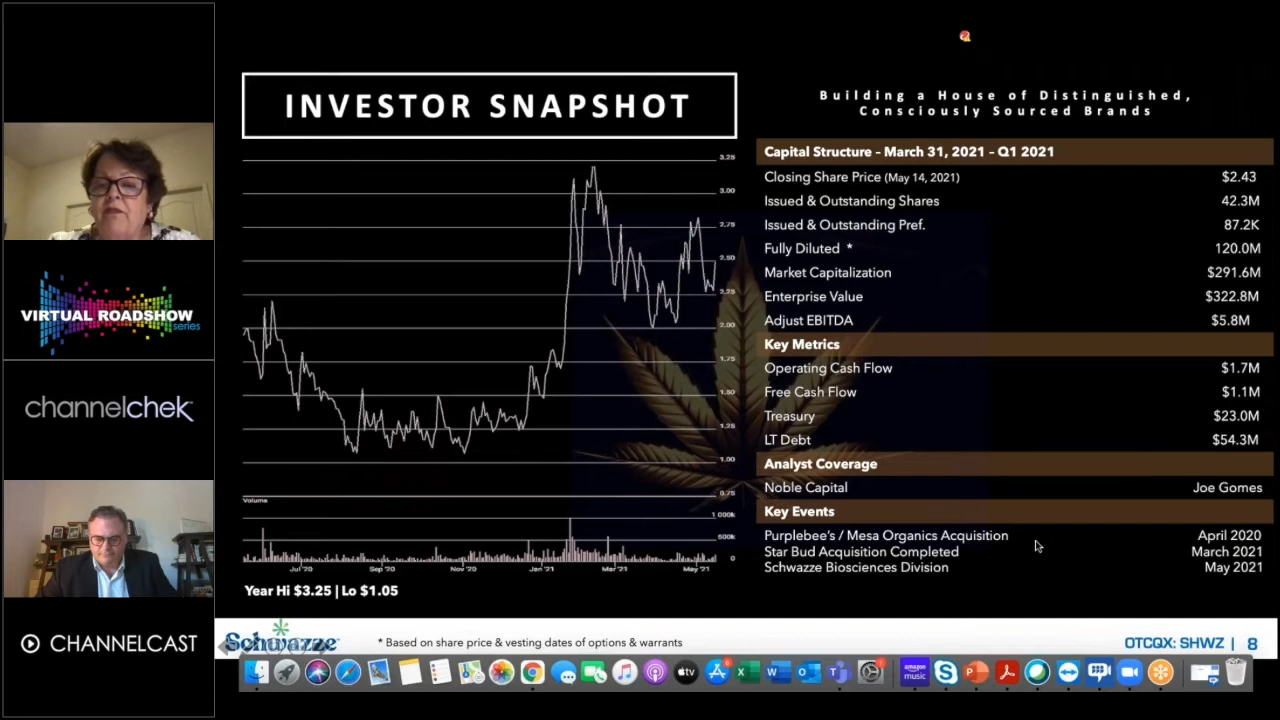 INVESTOR SNAPSHOT
Building a House of Distinguished,
Consciously Sourced Brands
3.25
3.00
2.75
2.50
2.25
2.00
1.75
1.50
1.25
1.00
0.75
Volume
1 000k
500k
0
Jul '20 Sep '20 Nov '20 Jan '21 Mar '21 May '21
Year Hi $3.25 | Lo $1.05
Capital Structure – March 31, 2021 – Q1 2021
Closing Share Price (May 14, 2021) $2.43
Issued & Outstanding Shares 42.3M
Issued & Outstanding Pref. 87.2K
Fully Diluted * 120.0M
Market Capitalization $291.6M
Enterprise Value $322.8M
Adjust EBITDA $5.8M
Key Metrics
Operating Cash Flow $1.7M
Free Cash Flow $1.1M
Treasury $23.0M
LT Debt $54.3M
Analyst Coverage
Noble Capital Joe Gomes
Key Events
Purplebee's / Mesa Organics Acquisition April 2020
Star Bud Acquisition Completed March 2021
Schwazze Biosciences Division May 2021
VIRTUAL ROADSHOW
series
channelchek
CHANNELCAST
Schwazze
* Based on share price & vesting dates of options & warrants
OTCQX: SHWZ | 8
tv
amazon
music